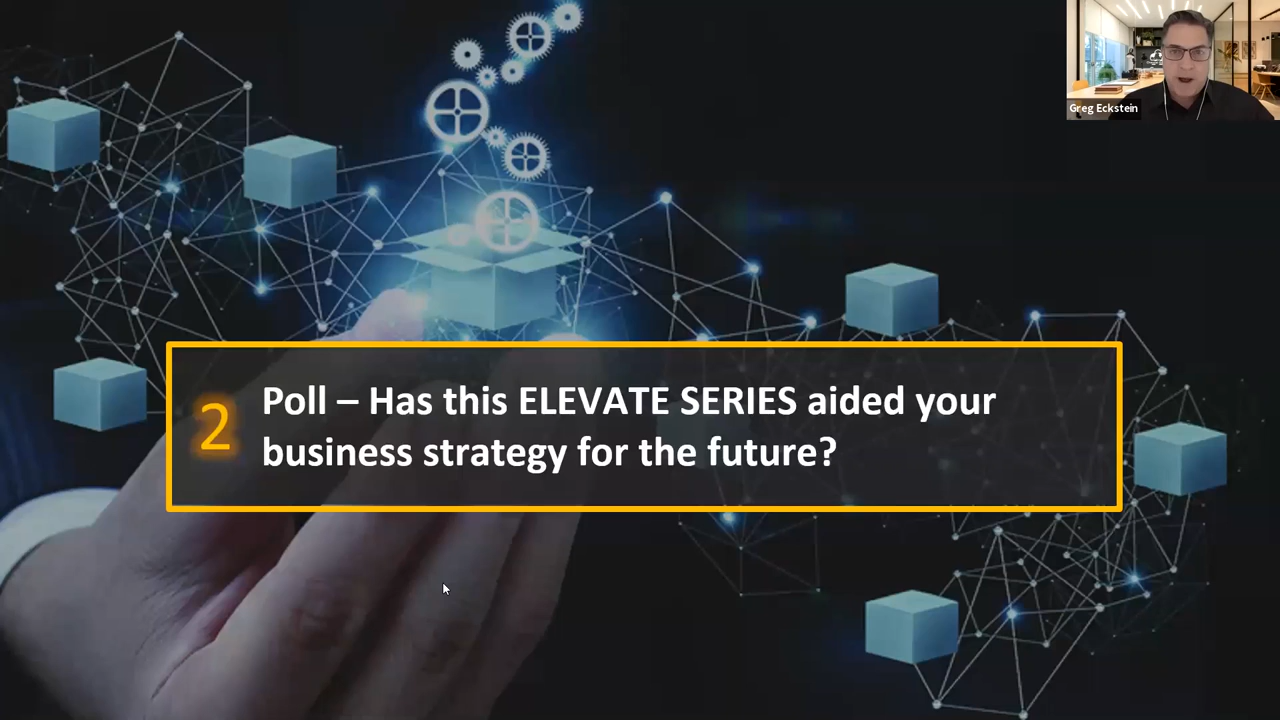 Greg Eckstein
2
Poll – Has this ELEVATE SERIES aided your
business strategy for the future?